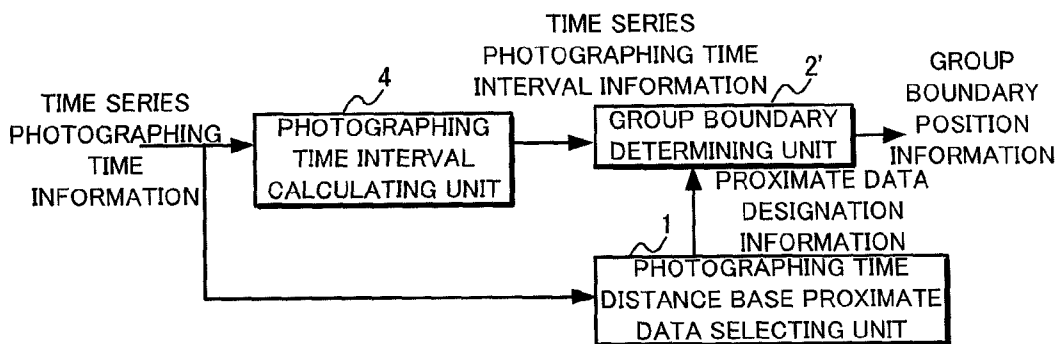 TIME SERIES
PHOTOGRAPHING
TIME
INFORMATION
4
PHOTOGRAPHING
TIME INTERVAL
CALCULATING UNIT
TIME SERIES
PHOTOGRAPHING TIME
INTERVAL INFORMATION
2'
GROUP BOUNDARY
DETERMINING UNIT
GROUP
BOUNDARY
POSITION
INFORMATION
PROXIMATE DATA
DESIGNATION
INFORMATION
1
PHOTOGRAPHING TIME
DISTANCE BASE PROXIMATE
DATA SELECTING UNIT